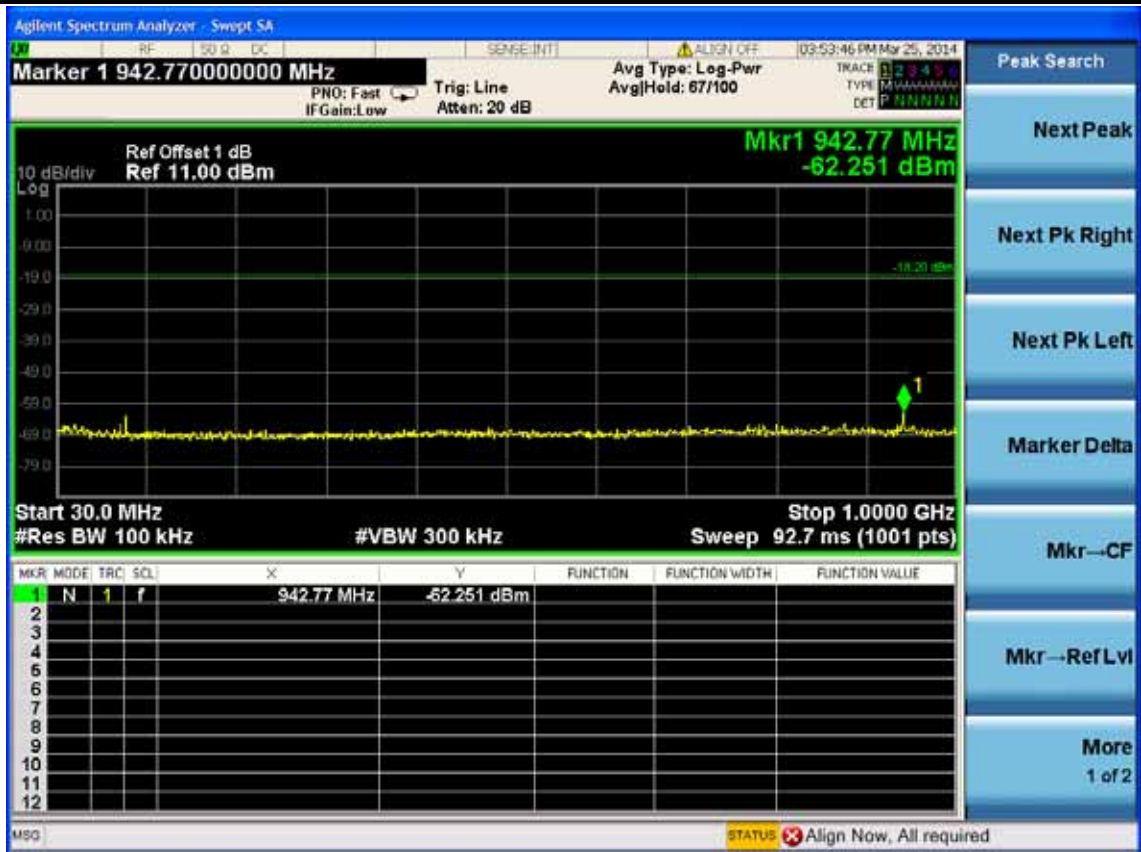 Agilent Spectrum Analyzer - Swept SA
LXI RF 50 Ω DC SENSE:INT ALIGN OFF 03:53:46 PM Mar 25, 2014
Marker 1 942.770000000 MHz
PNO: Fast
IFGain:Low
Trig: Line
Atten: 20 dB
Avg Type: Log-Pwr
Avg|Hold: 67/100
TRACE 1 2 3 4 5 6
TYPE M
DET P N N N N N
Peak Search
Next Peak
Next Pk Right
Next Pk Left
Marker Delta
Mkr→CF
Mkr→Ref Lvl
More
1 of 2
Mkr1 942.77 MHz
-62.251 dBm
Ref Offset 1 dB
10 dB/div Ref 11.00 dBm
Log
1.00
-9.00
-19.0
-29.0
-39.0
-49.0
-59.0
-69.0
-79.0
-18.20 dBm
1
Start 30.0 MHz Stop 1.0000 GHz
#Res BW 100 kHz #VBW 300 kHz Sweep 92.7 ms (1001 pts)
MKR MODE TRC SCL X Y FUNCTION FUNCTION WIDTH FUNCTION VALUE
1 N 1 f 942.77 MHz -62.251 dBm
2
3
4
5
6
7
8
9
10
11
12
MSG STATUS Align Now, All required